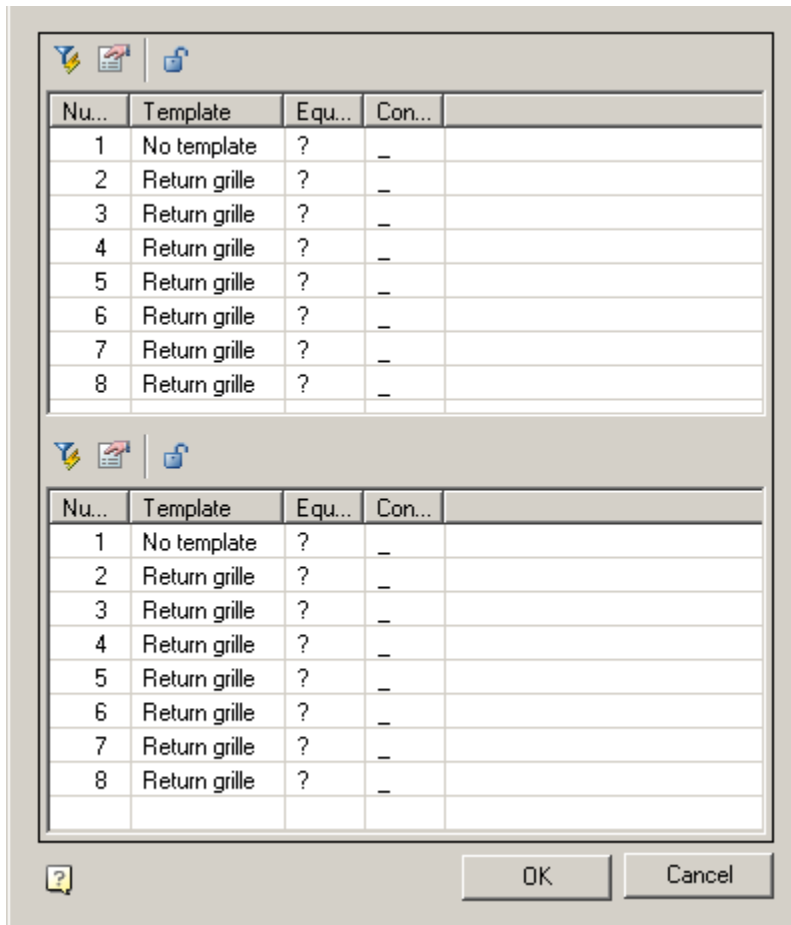 Nu... Template Equ... Con...
1 No template ? _
2 Return grille ? _
3 Return grille ? _
4 Return grille ? _
5 Return grille ? _
6 Return grille ? _
7 Return grille ? _
8 Return grille ? _
Nu... Template Equ... Con...
1 No template ? _
2 Return grille ? _
3 Return grille ? _
4 Return grille ? _
5 Return grille ? _
6 Return grille ? _
7 Return grille ? _
8 Return grille ? _
? OK Cancel